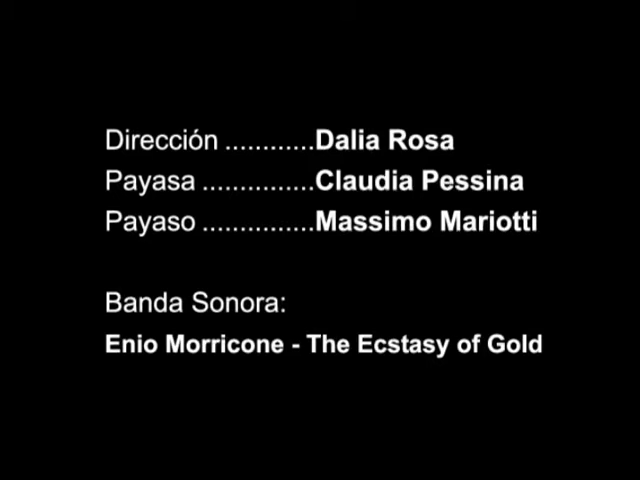 Dirección ............Dalia Rosa
Payasa ...............Claudia Pessina
Payaso ...............Massimo Mariotti
Banda Sonora:
Enio Morricone - The Ecstasy of Gold